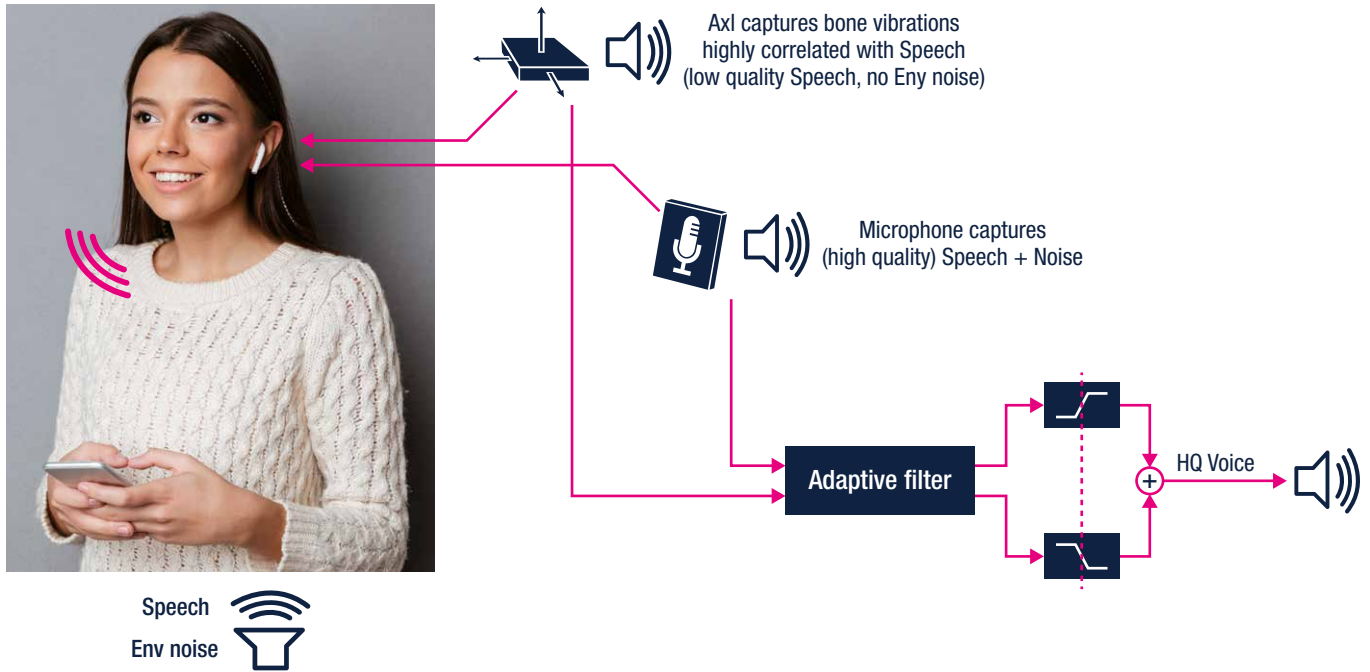 Axl captures bone vibrations
highly correlated with Speech
(low quality Speech, no Eny noise)
Microphone captures
(high quality) Speech + Noise
Adaptive filter
HQ Voice
Speech
Env noise